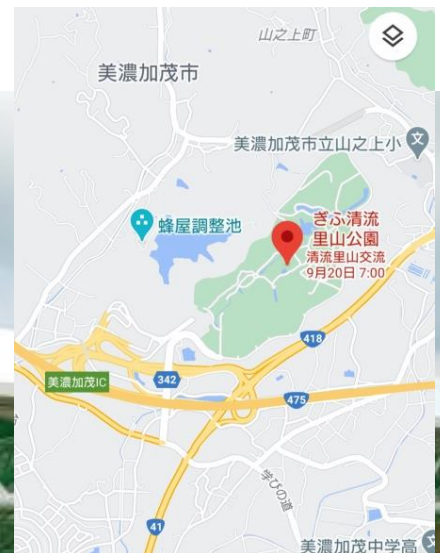 山之上町
美濃加茂市
美濃加茂市立山之上小
文
蜂屋調整池
ぎふ清流
里山公園
清流里山交流
9月20日 7:00
418
342
美濃加茂IC
475
学びの道
41
美濃加茂中学高
文